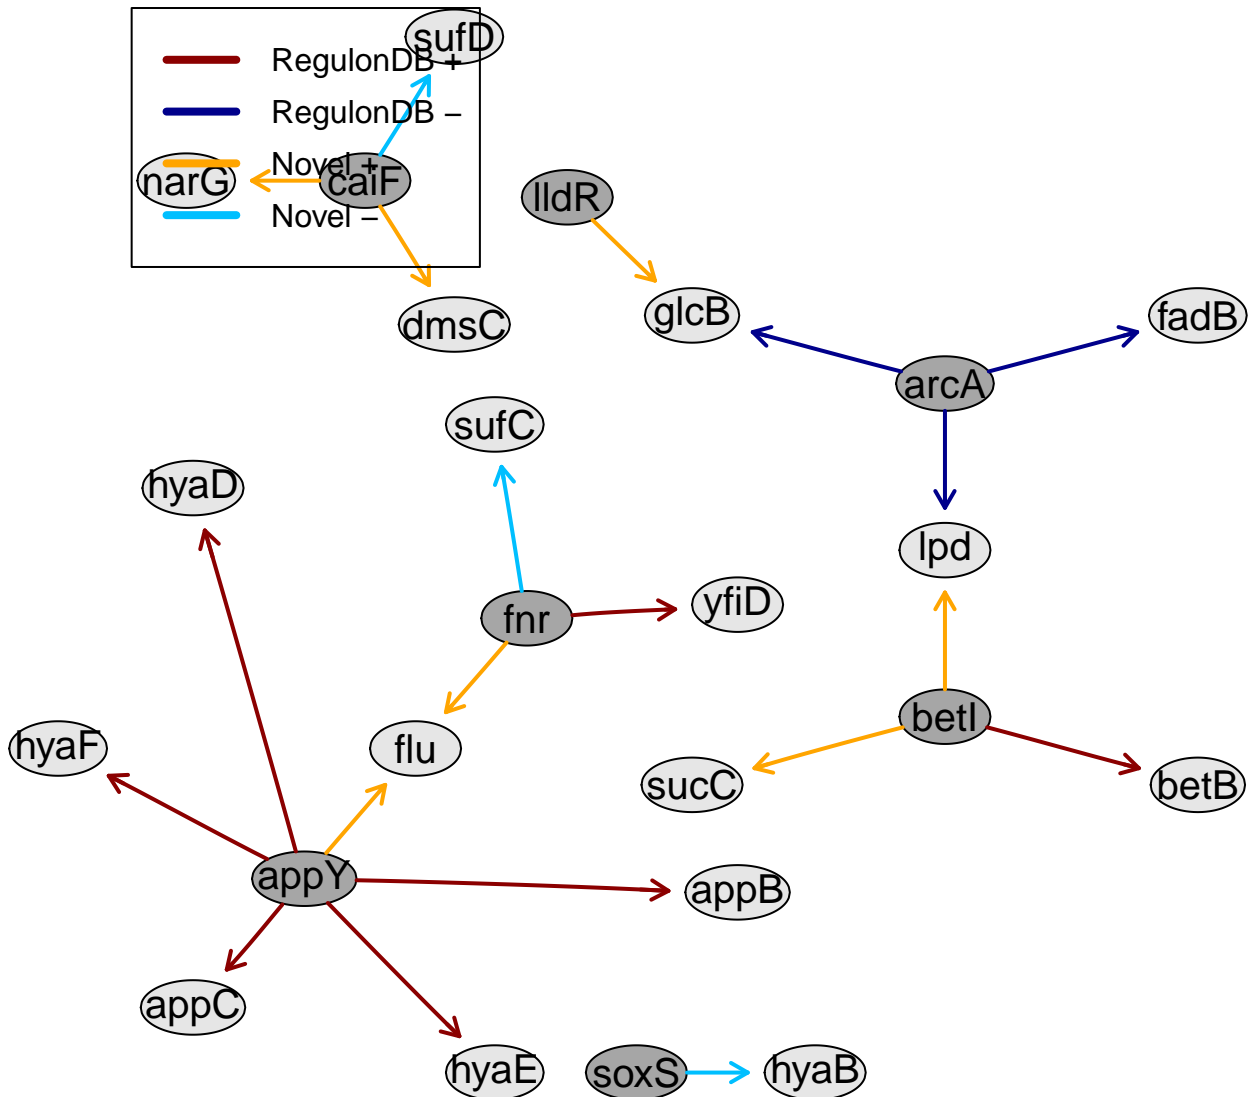 sufD
RegulonDB +
RegulonDB –
Novel +
narG
caiF
Novel –
lldR
dmsC
glcB
fadB
arcA
sufC
hyaD
lpd
fnr
yfiD
hyaF
flu
betI
sucC
betB
appY
appB
appC
hyaE
soxS
hyaB